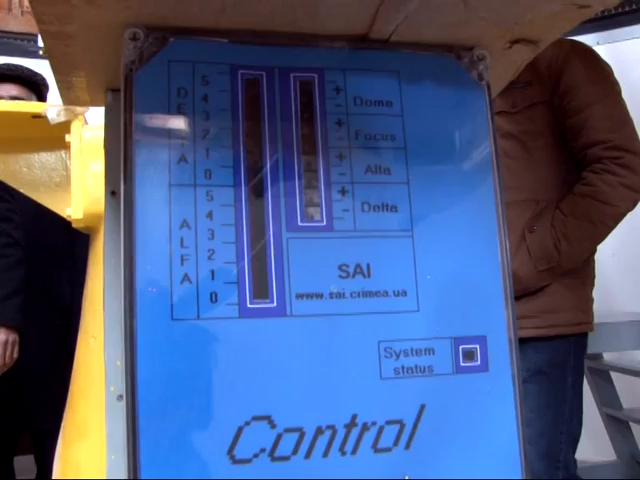 DELTA
5
4
3
2
1
0
ALFA
5
4
3
2
1
0
+
- Dome
+
- Focus
+
- Alfa
+
- Delta
SAI
www.sai.crimea.ua
System
status
Control